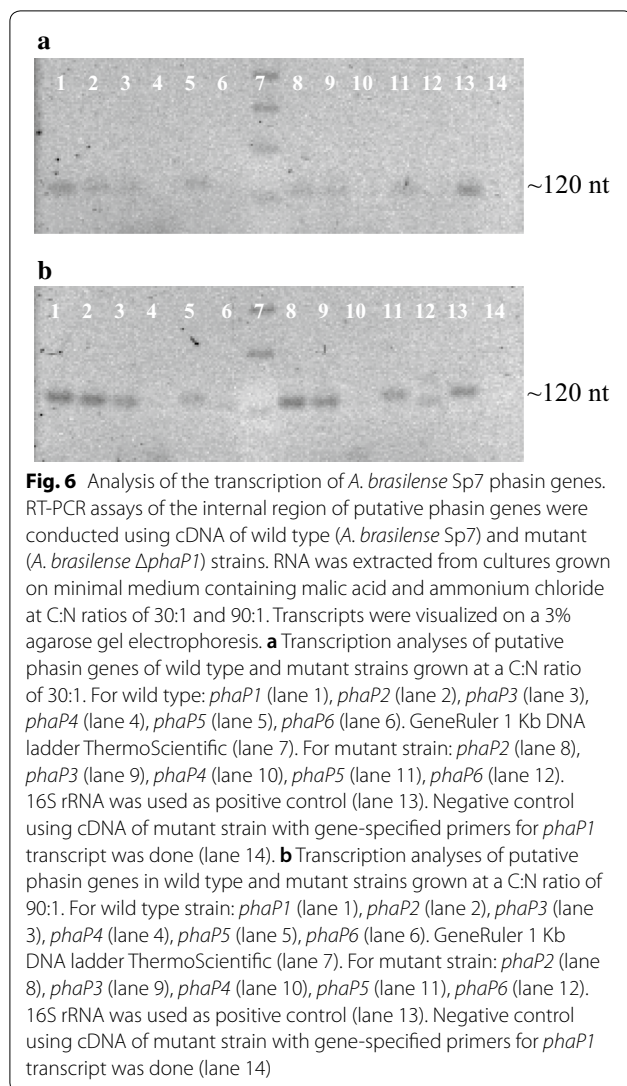 a
1 2 3 4 5 6 7 8 9 10 11 12 13 14
~120 nt
b
1 2 3 4 5 6 7 8 9 10 11 12 13 14
~120 nt
Fig. 6 Analysis of the transcription of A. brasilense Sp7 phasin genes.
RT-PCR assays of the internal region of putative phasin genes were
conducted using cDNA of wild type (A. brasilense Sp7) and mutant
(A. brasilense ΔphaP1) strains. RNA was extracted from cultures grown
on minimal medium containing malic acid and ammonium chloride
at C:N ratios of 30:1 and 90:1. Transcripts were visualized on a 3%
agarose gel electrophoresis. a Transcription analyses of putative
phasin genes of wild type and mutant strains grown at a C:N ratio
of 30:1. For wild type: phaP1 (lane 1), phaP2 (lane 2), phaP3 (lane 3),
phaP4 (lane 4), phaP5 (lane 5), phaP6 (lane 6). GeneRuler 1 Kb DNA
ladder ThermoScientific (lane 7). For mutant strain: phaP2 (lane 8),
phaP3 (lane 9), phaP4 (lane 10), phaP5 (lane 11), phaP6 (lane 12).
16S rRNA was used as positive control (lane 13). Negative control
using cDNA of mutant strain with gene-specified primers for phaP1
transcript was done (lane 14). b Transcription analyses of putative
phasin genes in wild type and mutant strains grown at a C:N ratio of
90:1. For wild type strain: phaP1 (lane 1), phaP2 (lane 2), phaP3 (lane
3), phaP4 (lane 4), phaP5 (lane 5), phaP6 (lane 6). GeneRuler 1 Kb
DNA ladder ThermoScientific (lane 7). For mutant strain: phaP2 (lane
8), phaP3 (lane 9), phaP4 (lane 10), phaP5 (lane 11), phaP6 (lane 12).
16S rRNA was used as positive control (lane 13). Negative control
using cDNA of mutant strain with gene-specified primers for phaP1
transcript was done (lane 14)